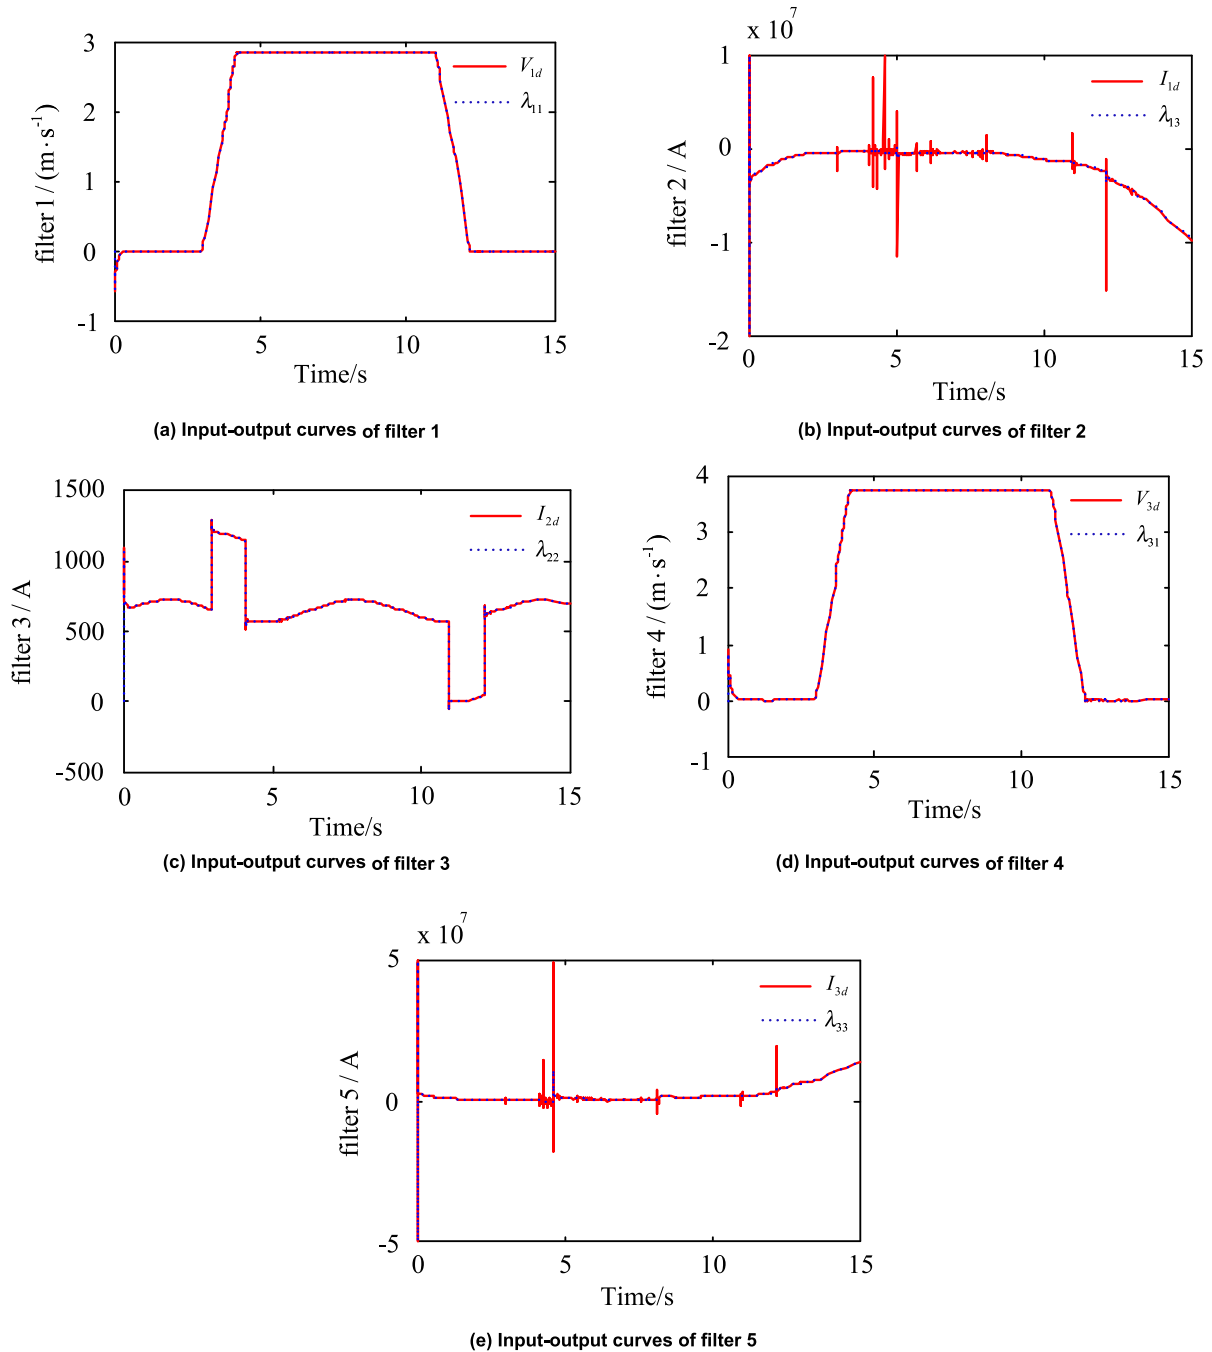 3
2
1
0
-1
0
5
10
15
filter 1 / (m·s⁻¹)
Time/s
V₁d
λ₁₁
(a) Input-output curves of filter 1
x 10⁷
1
0
-1
-2
0
5
10
15
filter 2 / A
Time/s
I₁d
λ₁₃
(b) Input-output curves of filter 2
1500
1000
500
0
-500
0
5
10
15
filter 3 / A
Time/s
I₂d
λ₂₂
(c) Input-output curves of filter 3
4
3
2
1
0
-1
0
5
10
15
filter 4 / (m·s⁻¹)
Time/s
V₃d
λ₃₁
(d) Input-output curves of filter 4
x 10⁷
5
0
-5
0
5
10
15
filter 5 / A
Time/s
I₃d
λ₃₃
(e) Input-output curves of filter 5